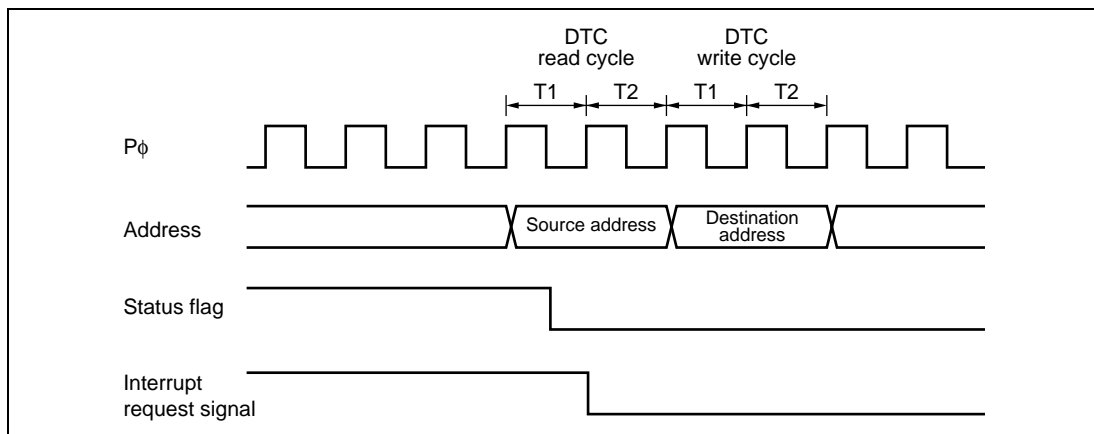 DTC
read cycle
DTC
write cycle
T1
T2
T1
T2
Pϕ
Address
Source address
Destination
address
Status flag
Interrupt
request signal